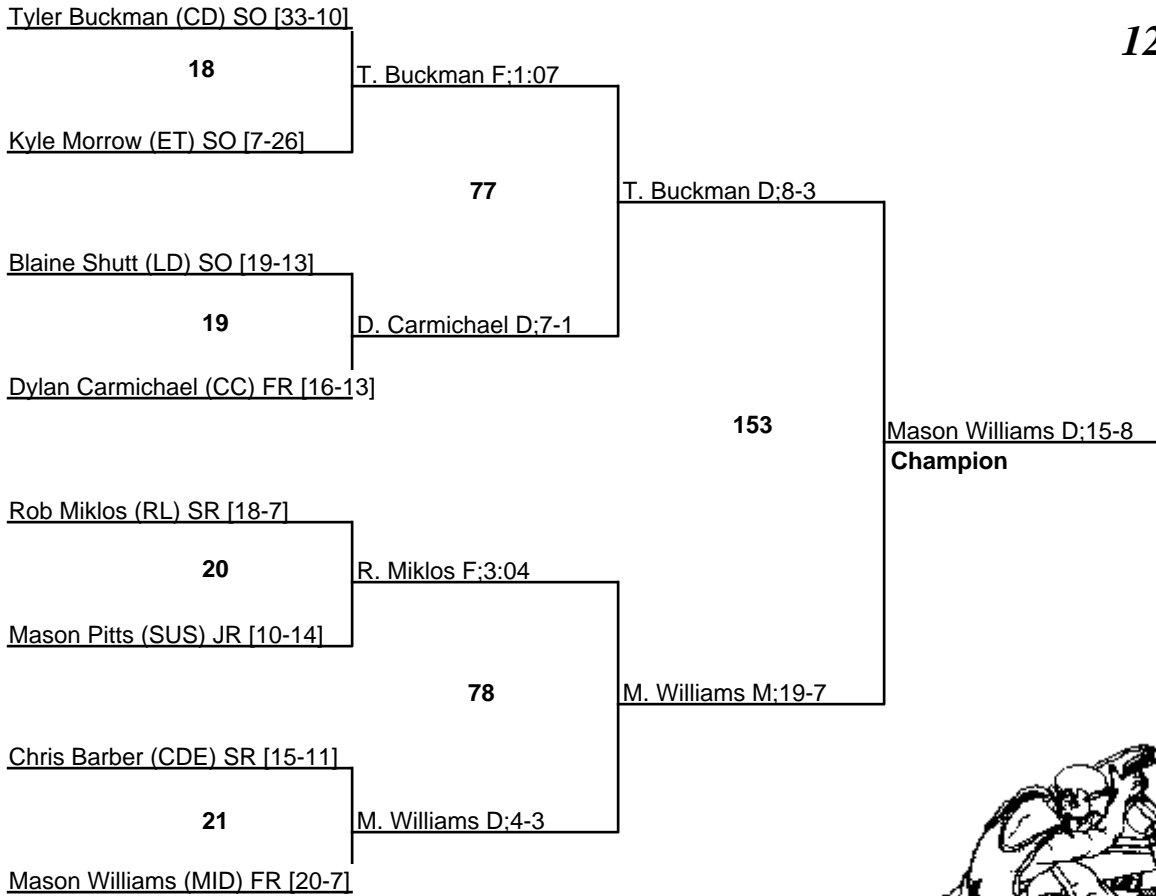 Tyler Buckman (CD) SO [33-10]
12
18
T. Buckman F;1:07
Kyle Morrow (ET) SO [7-26]
77
T. Buckman D;8-3
Blaine Shutt (LD) SO [19-13]
19
D. Carmichael D;7-1
Dylan Carmichael (CC) FR [16-13]
153
Mason Williams D;15-8
Champion
Rob Miklos (RL) SR [18-7]
20
R. Miklos F;3:04
Mason Pitts (SUS) JR [10-14]
78
M. Williams M;19-7
Chris Barber (CDE) SR [15-11]
21
M. Williams D;4-3
Mason Williams (MID) FR [20-7]